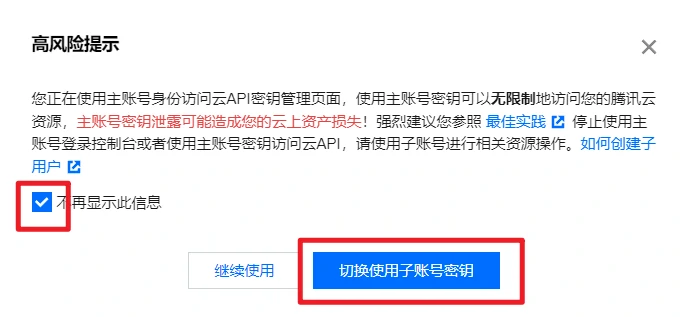 高风险提示
您正在使用主账号身份访问云API密钥管理页面，使用主账号密钥可以无限制地访问您的腾讯云
资源，主账号密钥泄露可能造成您的云上资产损失！强烈建议您参照 最佳实践 停止使用主
账号登录控制台或者使用主账号密钥访问云API，请使用子账号进行相关资源操作。如何创建子
用户
不再显示此信息
继续使用
切换使用子账号密钥